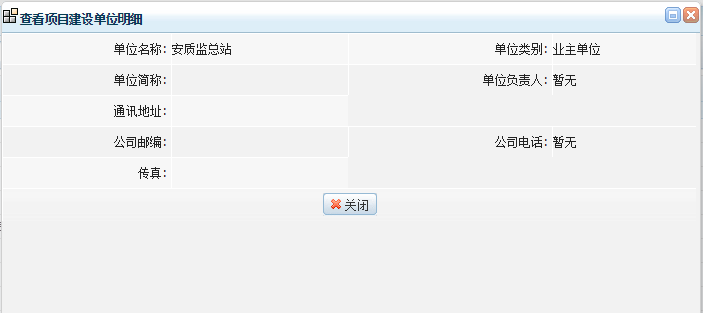 查看项目建设单位明细
单位名称: 安质监总站 单位类别: 业主单位
单位简称: 单位负责人: 暂无
通讯地址:
公司邮编: 公司电话: 暂无
传真:
关闭